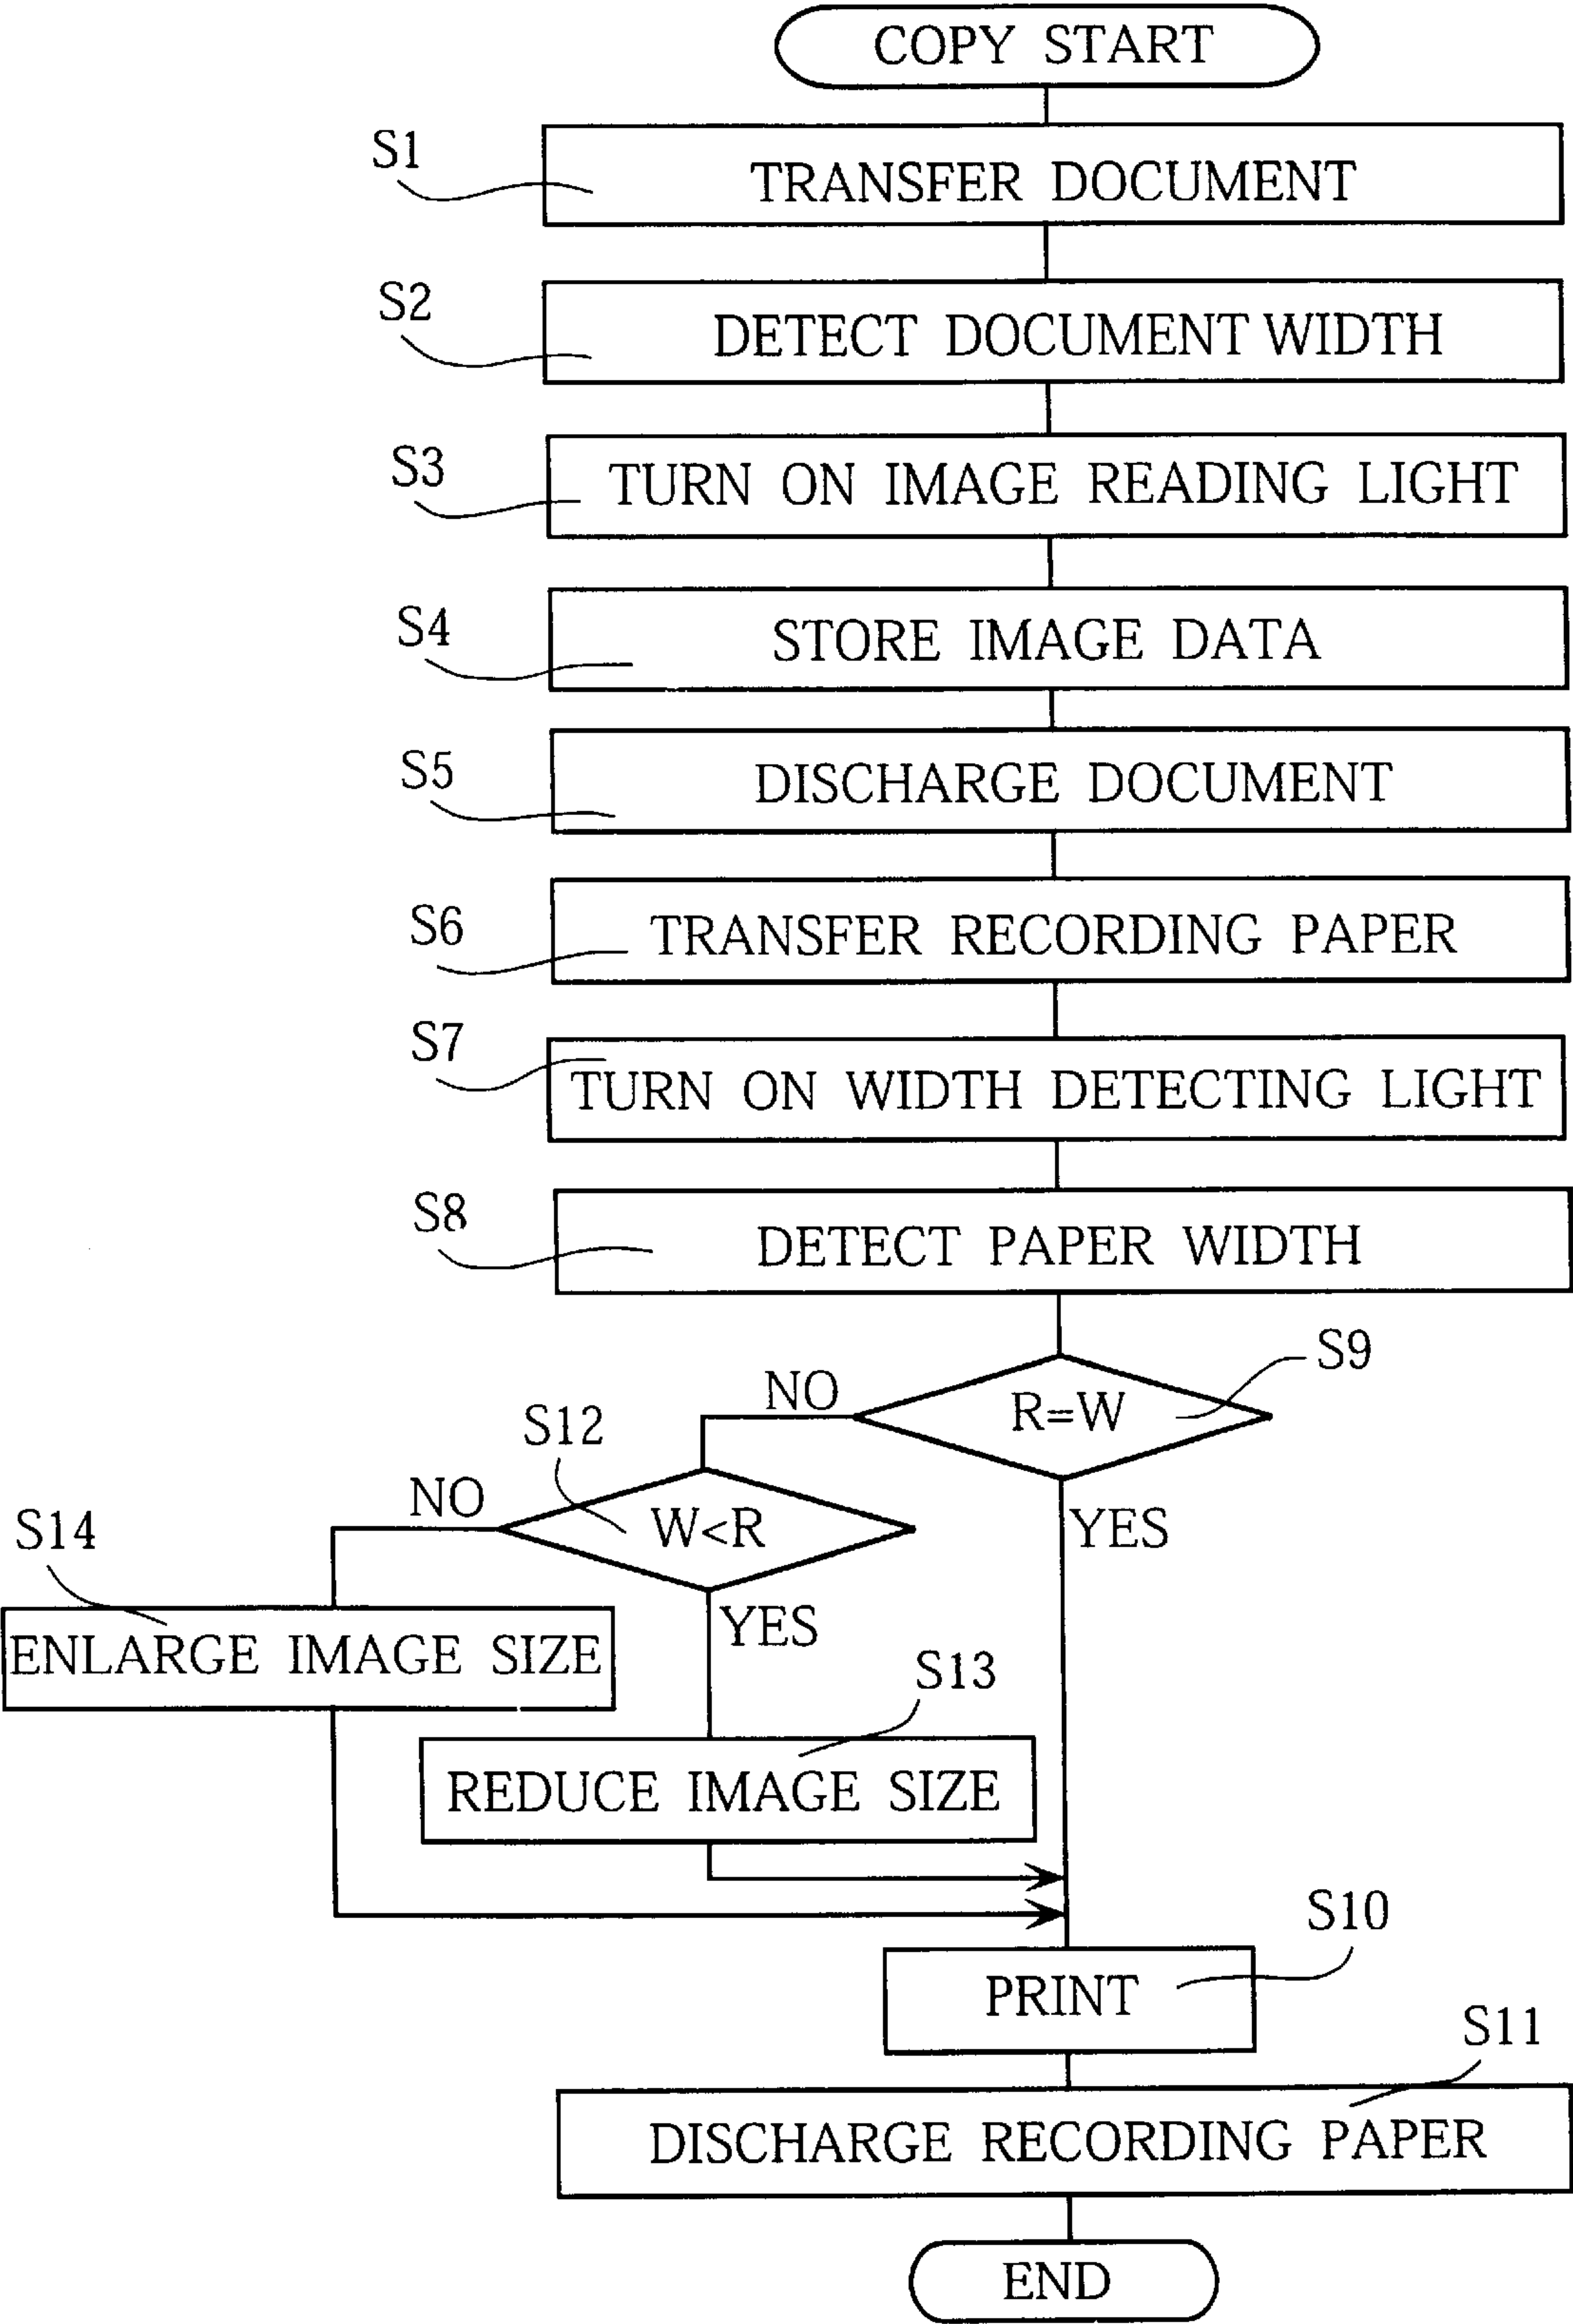 COPY START
S1
TRANSFER DOCUMENT
S2
DETECT DOCUMENT WIDTH
S3
TURN ON IMAGE READING LIGHT
S4
STORE IMAGE DATA
S5
DISCHARGE DOCUMENT
S6
TRANSFER RECORDING PAPER
S7
TURN ON WIDTH DETECTING LIGHT
S8
DETECT PAPER WIDTH
S9
R=W
NO
YES
S12
W<R
NO
YES
S14
ENLARGE IMAGE SIZE
S13
REDUCE IMAGE SIZE
S10
PRINT
S11
DISCHARGE RECORDING PAPER
END